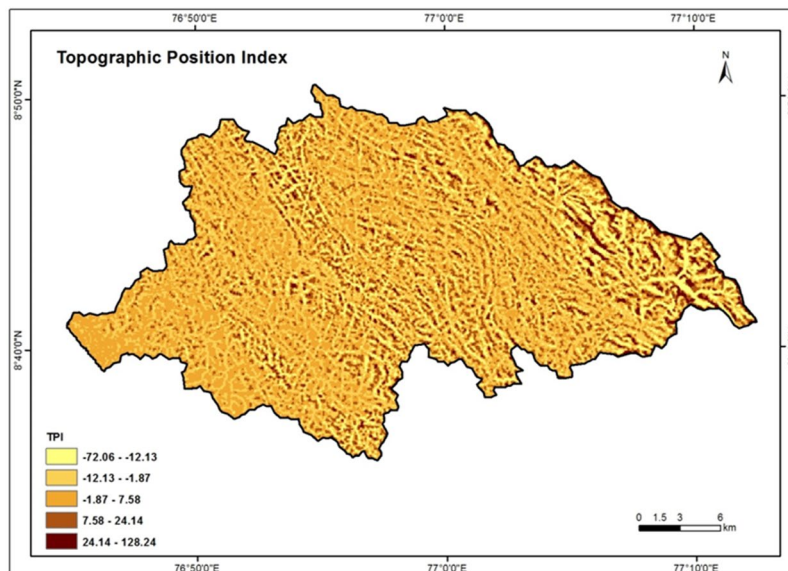 76°50'0"E 77°0'0"E 77°10'0"E
Topographic Position Index
N
8°50'0"N
8°40'0"N
TPI
-72.06 - -12.13
-12.13 - -1.87
-1.87 - 7.58
7.58 - 24.14
24.14 - 128.24
0 1.5 3 6
km
76°50'0"E 77°0'0"E 77°10'0"E